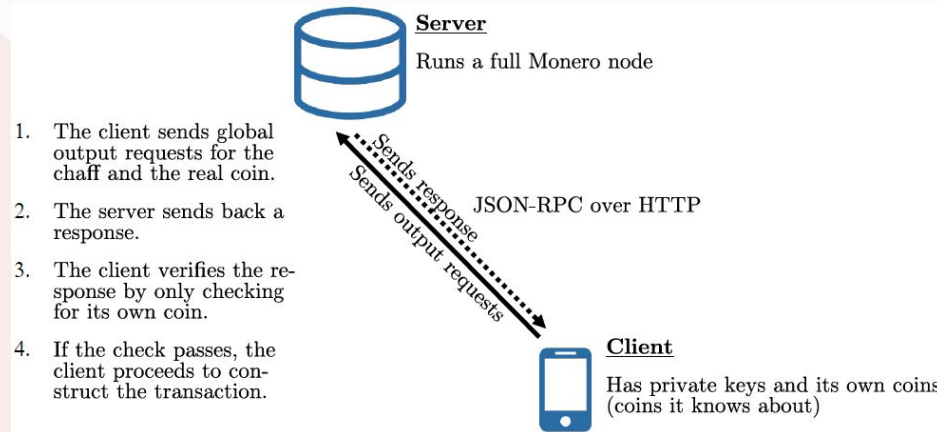 Server
Runs a full Monero node
1. The client sends global
output requests for the
chaff and the real coin.
2. The server sends back a
response.
3. The client verifies the re-
sponse by only checking
for its own coin.
4. If the check passes, the
client proceeds to con-
struct the transaction.
Sends response
Sends output requests
JSON-RPC over HTTP
Client
Has private keys and its own coins
(coins it knows about)